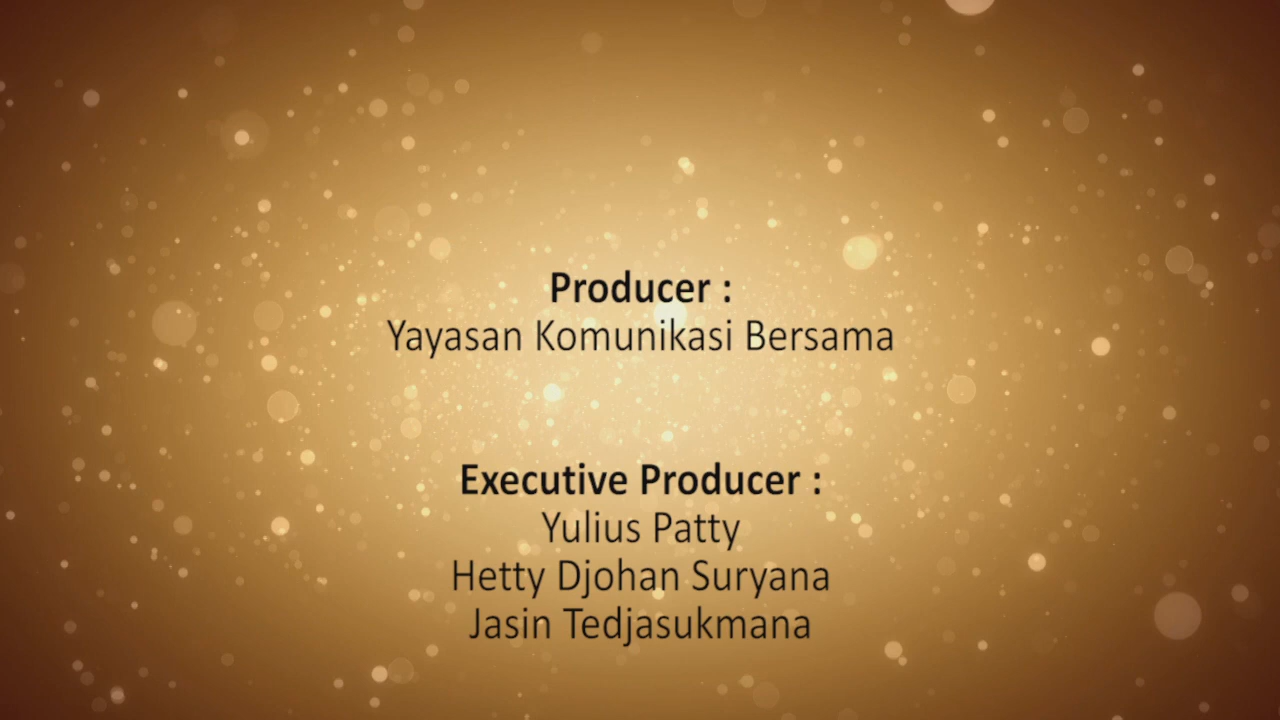 Producer :
Yayasan Komunikasi Bersama
Executive Producer :
Yulius Patty
Hetty Djohan Suryana
Jasin Tedjasukmana